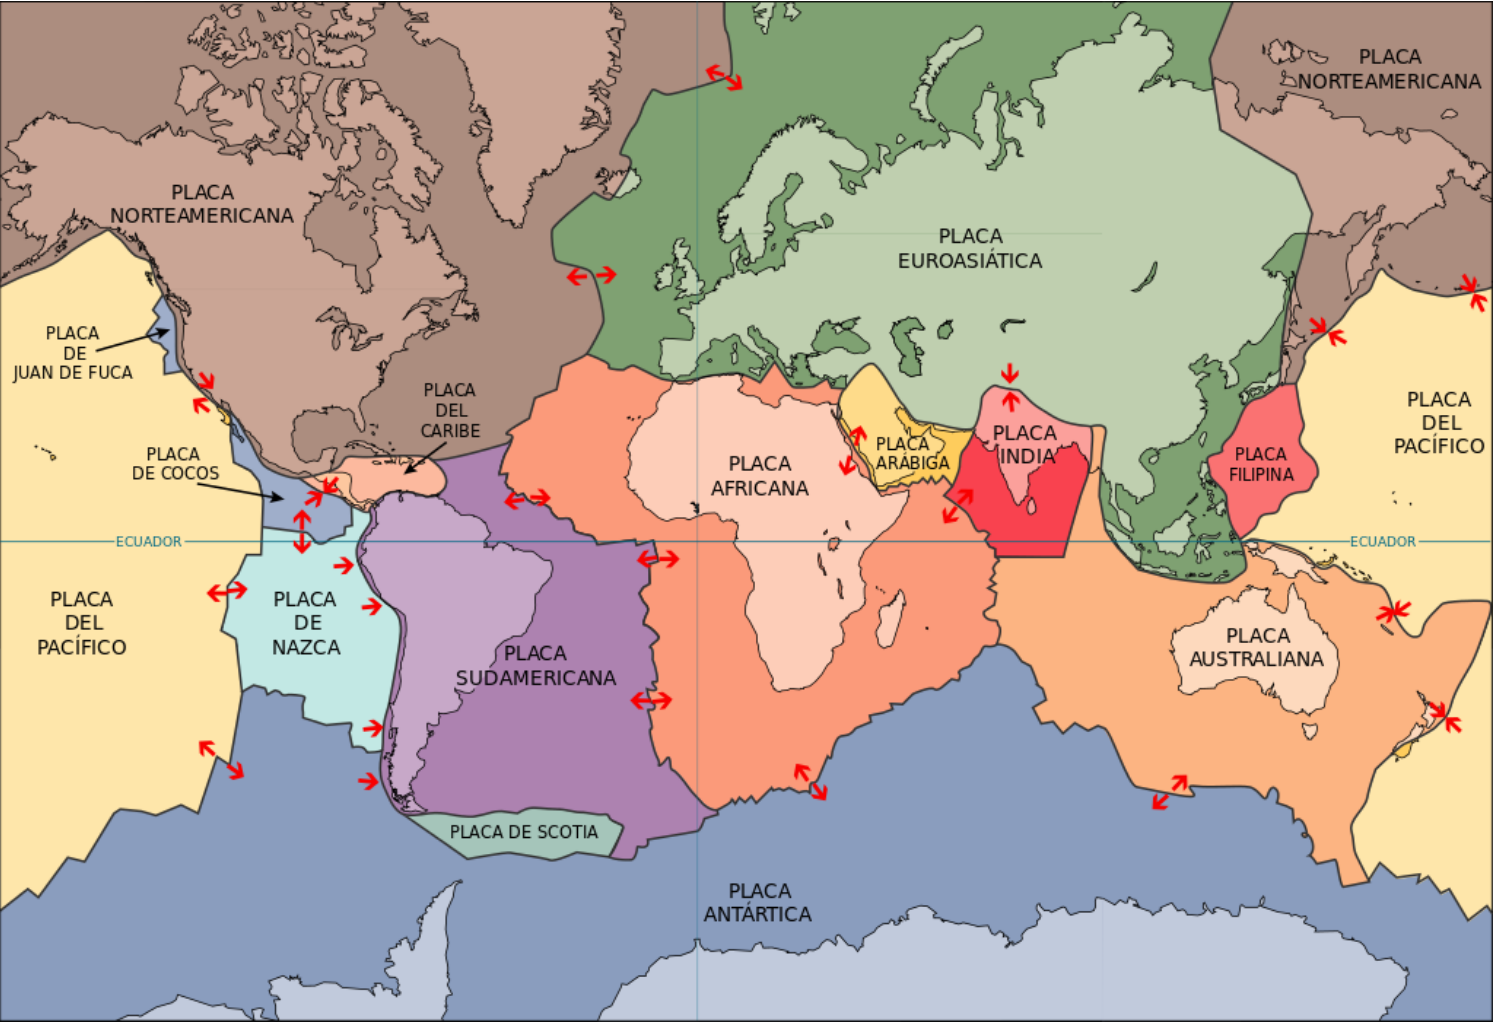 PLACA
NORTEAMERICANA
PLACA
NORTEAMERICANA
PLACA
EUROASIÁTICA
PLACA
DE
JUAN DE FUCA
PLACA
DEL
CARIBE
PLACA
DEL
PACÍFICO
PLACA
DE COCOS
PLACA
AFRICANA
PLACA
ARÁBIGA
PLACA
INDIA
PLACA
FILIPINA
ECUADOR
ECUADOR
PLACA
DEL
PACÍFICO
PLACA
DE
NAZCA
PLACA
SUDAMERICANA
PLACA
AUSTRALIANA
PLACA DE SCOTIA
PLACA
ANTÁRTICA